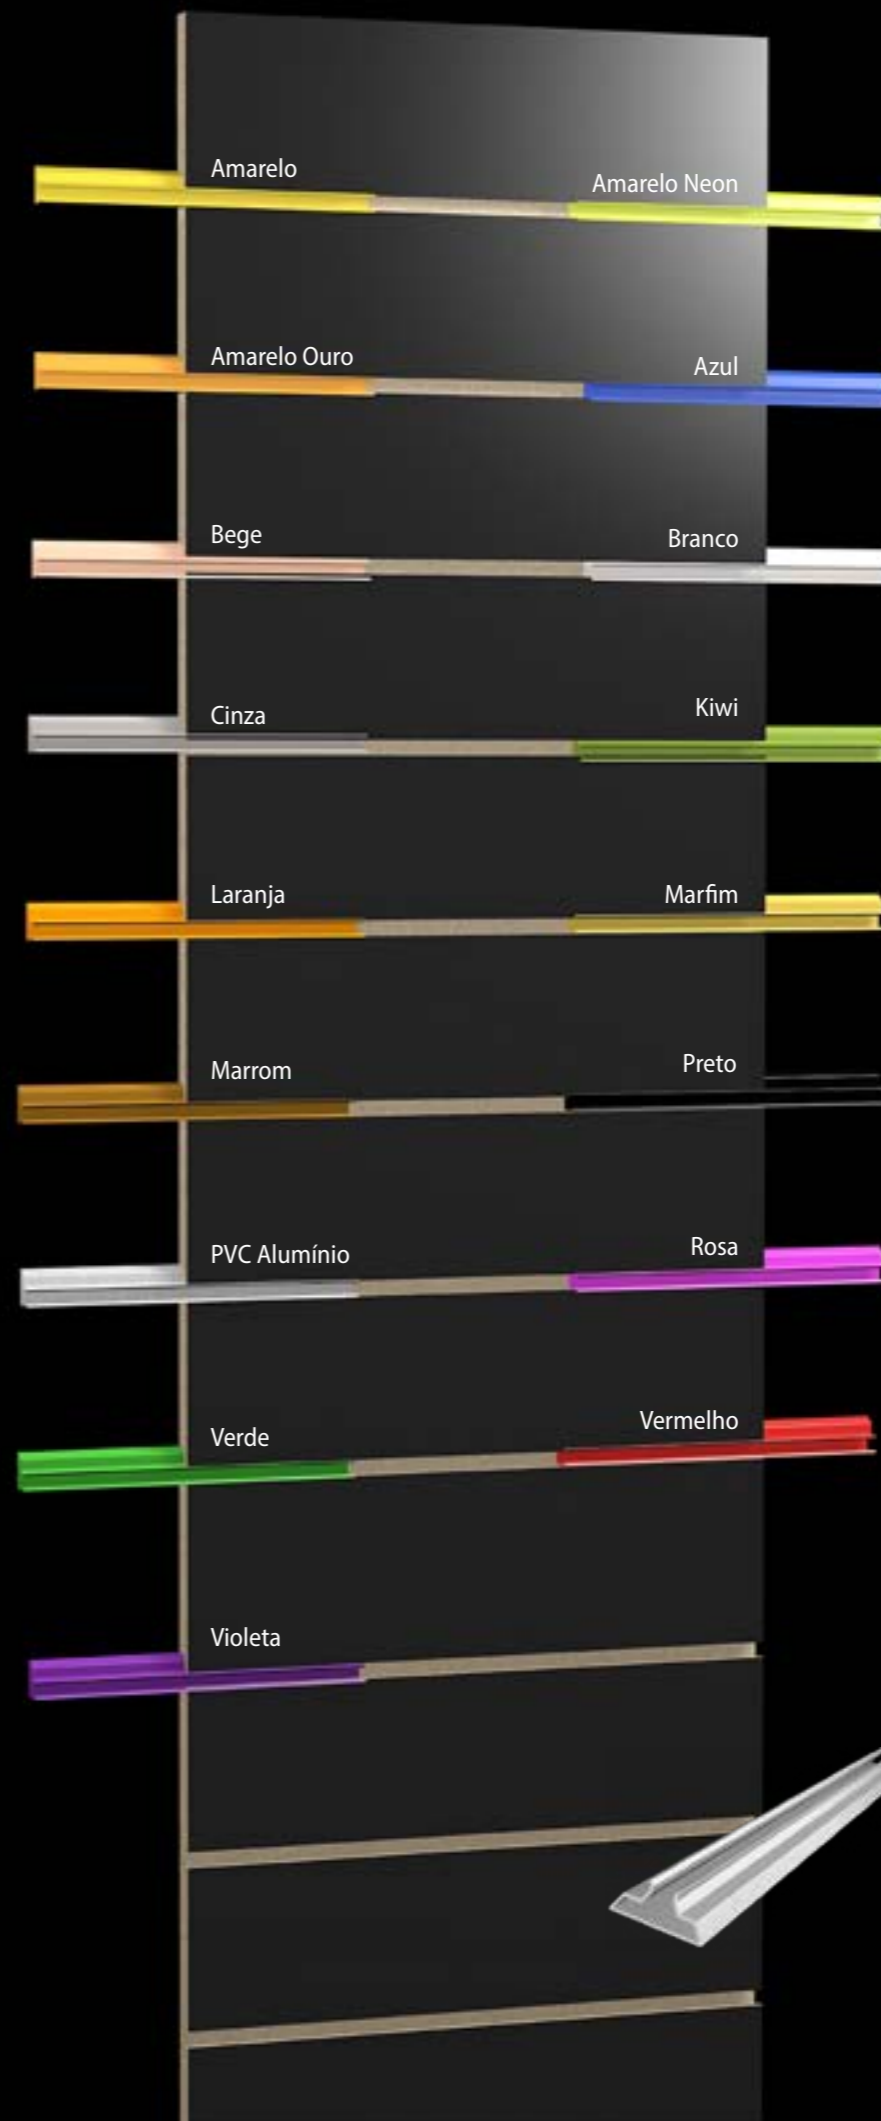 Amarelo
Amarelo Neon
Amarelo Ouro
Azul
Bege
Branco
Cinza
Kiwi
Laranja
Marfim
Marrom
Preto
PVC Alumínio
Rosa
Verde
Vermelho
Violeta